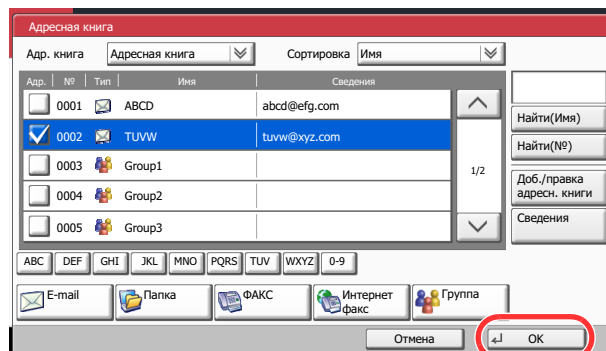 Адресная книга
Адр. книга Адресная книга Сортировка Имя
Адр. № Тип Имя Сведения
0001 ABCD abcd@efg.com
0002 TUVW tuvw@xyz.com
0003 Group1
0004 Group2
0005 Group3
1/2
Найти(Имя)
Найти(№)
Доб./правка
адресн. книги
Сведения
ABC DEF GHI JKL MNO PQRS TUV WXYZ 0-9
E-mail Папка ФАКС Интернет
факс Группа
Отмена OK